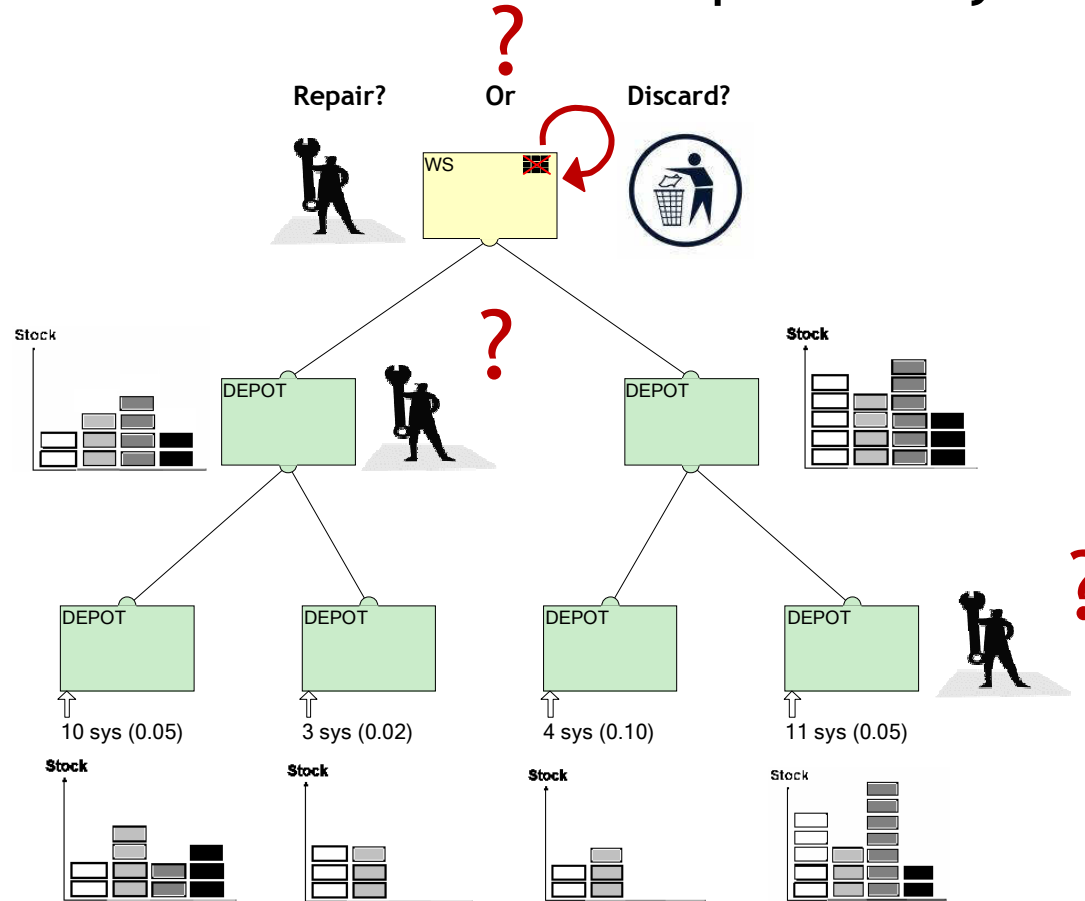 ?
Repair? Or Discard?
WS
?
Stock
Stock
DEPOT
DEPOT
?
DEPOT
DEPOT
DEPOT
DEPOT
10 sys (0.05)
3 sys (0.02)
4 sys (0.10)
11 sys (0.05)
Stock
Stock
Stock
Stock